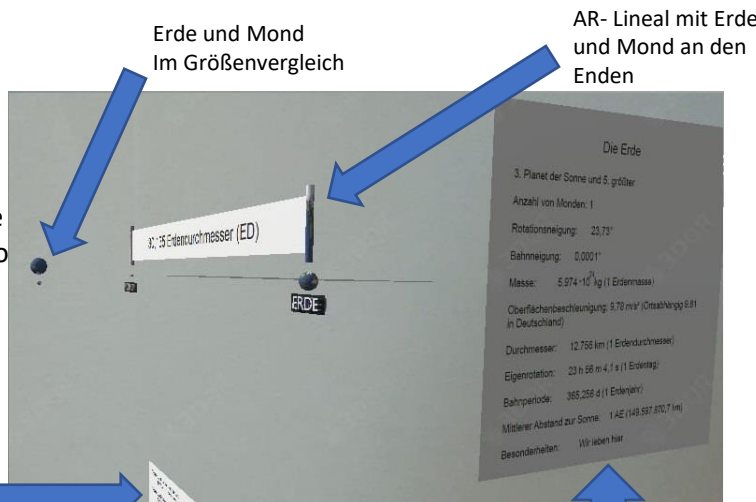 Erde und Mond
Im Größenvergleich
AR- Lineal mit Erde
und Mond an den
Enden
Erdendurchmesser (ED)
ERDE
Die Erde
3. Planet der Sonne und 5. größter
Anzahl von Monden: 1
Rotationsneigung: 23,73°
Bahnneigung: 0,0001°
Masse: 5,974 *10²⁴ kg (1 Erdenmasse)
Oberflächenbeschleunigung: 9,78 m/s² (Ortsabhängig 9.81
in Deutschland)
Durchmesser: 12.756 km (1 Erdendurchmesser)
Eigenrotation: 23 h 56 m 4,1 s (1 Erdentag)
Bahnperiode: 365,256 d (1 Erdenjahr)
Mittlerer Abstand zur Sonne: 1 AE (149.597.870,7 km)
Besonderheiten: Wir leben hier